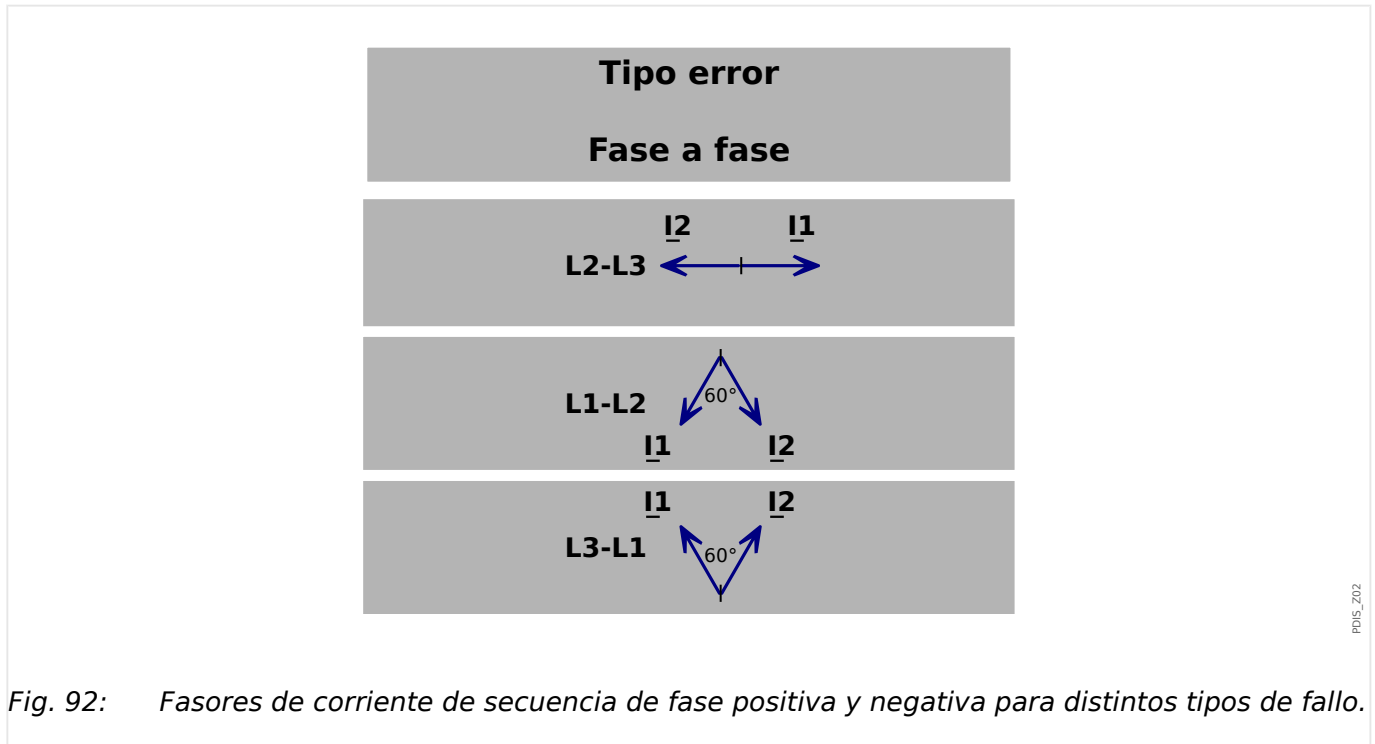 Tipo error
Fase a fase
I2 I1
L2-L3
60°
L1-L2
I1 I2
I1 I2
L3-L1
60°
PDIS_Z02
Fig. 92: Fasores de corriente de secuencia de fase positiva y negativa para distintos tipos de fallo.